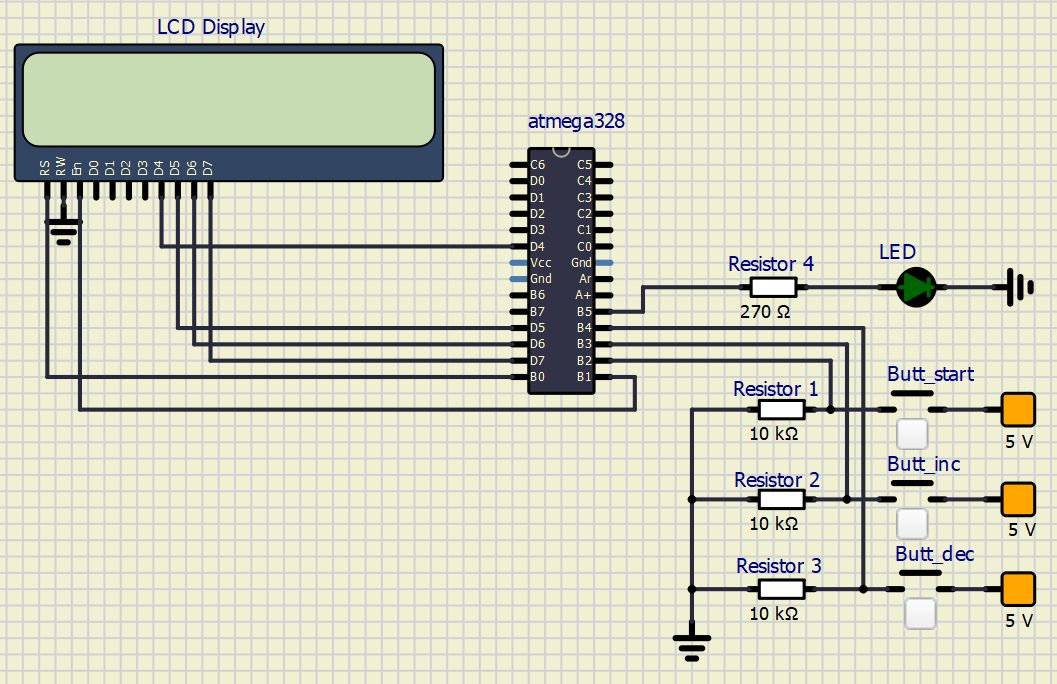 LCD Display
RS RW En D0 D1 D2 D3 D4 D5 D6 D7
atmega328
C6 C5
D0 C4
D1 C3
D2 C2
D3 C1
D4 C0
Vcc Gnd
Gnd Ar
B6 A+
B7 B5
D5 B4
D6 B3
D7 B2
B0 B1
Resistor 4
270 Ω
LED
Resistor 1
10 kΩ
Butt_start
5 V
Resistor 2
10 kΩ
Butt_inc
5 V
Resistor 3
10 kΩ
Butt_dec
5 V